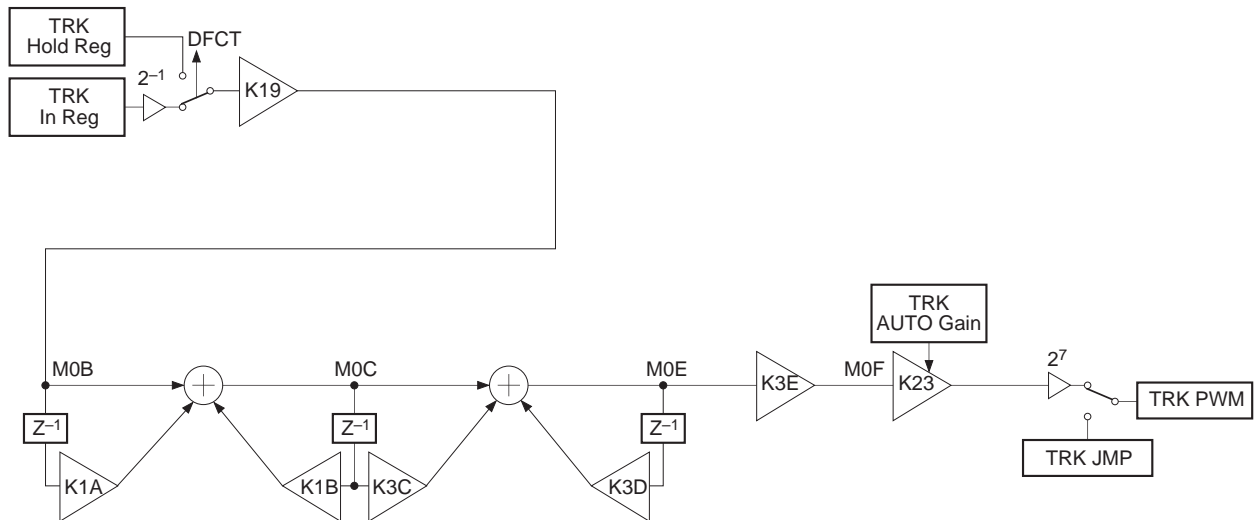 TRK
Hold Reg
DFCT
2⁻¹
K19
TRK
In Reg
TRK
AUTO Gain
M0B
M0C
M0E
K3E
M0F
K23
2⁷
TRK PWM
Z⁻¹
Z⁻¹
Z⁻¹
TRK JMP
K1A
K1B
K3C
K3D